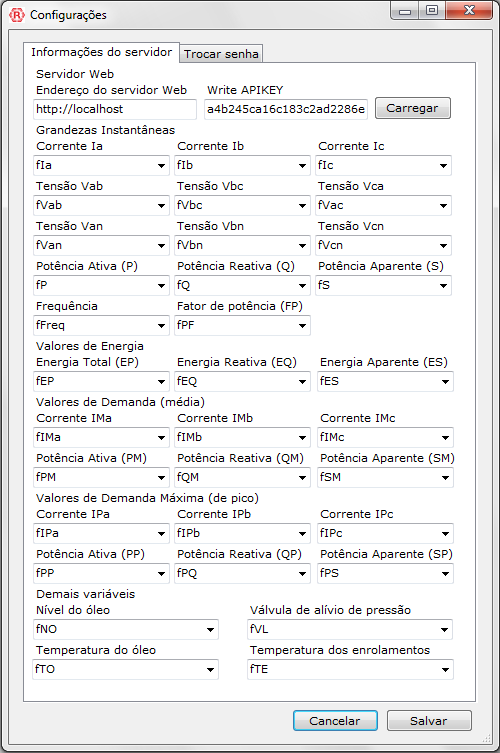 Configurações
Informações do servidor Trocar senha
Servidor Web
Endereço do servidor Web Write APIKEY
http://localhost a4b245ca16c183c2ad2286e Carregar
Grandezas Instantâneas
Corrente Ia Corrente Ib Corrente Ic
fIa fIb fIc
Tensão Vab Tensão Vbc Tensão Vca
fVab fVbc fVac
Tensão Van Tensão Vbn Tensão Vcn
fVan fVbn fVcn
Potência Ativa (P) Potência Reativa (Q) Potência Aparente (S)
fP fQ fS
Frequência Fator de potência (FP)
fFreq fPF
Valores de Energia
Energia Total (EP) Energia Reativa (EQ) Energia Aparente (ES)
fEP fEQ fES
Valores de Demanda (média)
Corrente IMa Corrente IMb Corrente IMc
fIMa fIMb fIMc
Potência Ativa (PM) Potência Reativa (QM) Potência Aparente (SM)
fPM fQM fSM
Valores de Demanda Máxima (de pico)
Corrente IPa Corrente IPb Corrente IPc
fIPa fIPb fIPc
Potência Ativa (PP) Potência Reativa (QP) Potência Aparente (SP)
fPP fPQ fPS
Demais variáveis
Nível do óleo Válvula de alívio de pressão
fNO fVL
Temperatura do óleo Temperatura dos enrolamentos
fTO fTE
Cancelar Salvar